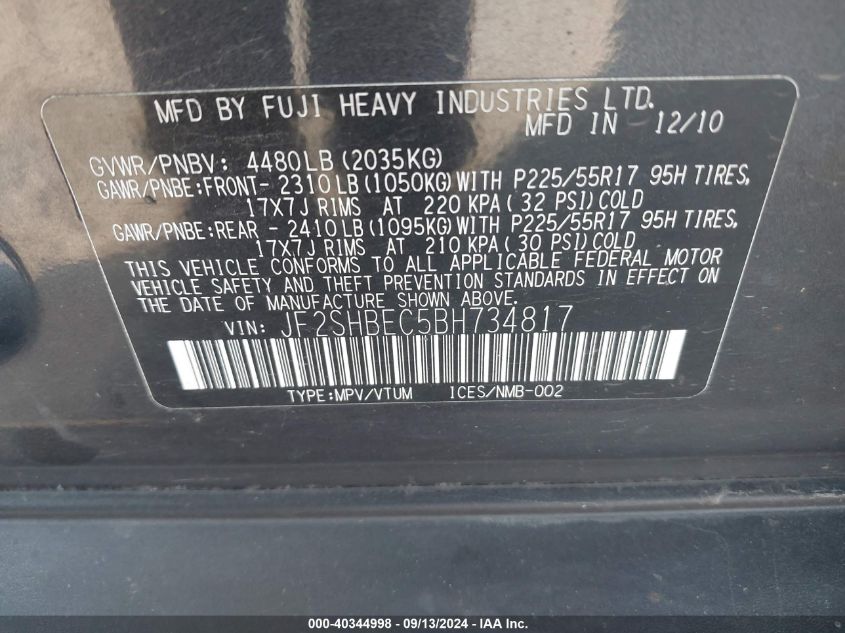 MFD BY FUJI HEAVY INDUSTRIES LTD.
MFD IN 12/10
GVWR/PNBV: 4480LB (2035KG)
GAWR/PNBE:FRONT- 2310 LB(1050KG)WITH P225/55R17 95H TIRES,
17X7J RIMS AT 220 KPA( 32 PSI)COLD
GAWR/PNBE:REAR - 2410 LB(1095KG)WITH P225/55R17 95H TIRES,
17X7J RIMS AT 210 KPA( 30 PSI)COLD
THIS VEHICLE CONFORMS TO ALL APPLICABLE FEDERAL MOTOR
VEHICLE SAFETY AND THEFT PREVENTION STANDARDS IN EFFECT ON
THE DATE OF MANUFACTURE SHOWN ABOVE.
VIN: JF2SHBEC5BH734817
TYPE:MPV/VTUM ICES/NMB-002
000-40344998 - 09/13/2024 - IAA Inc.